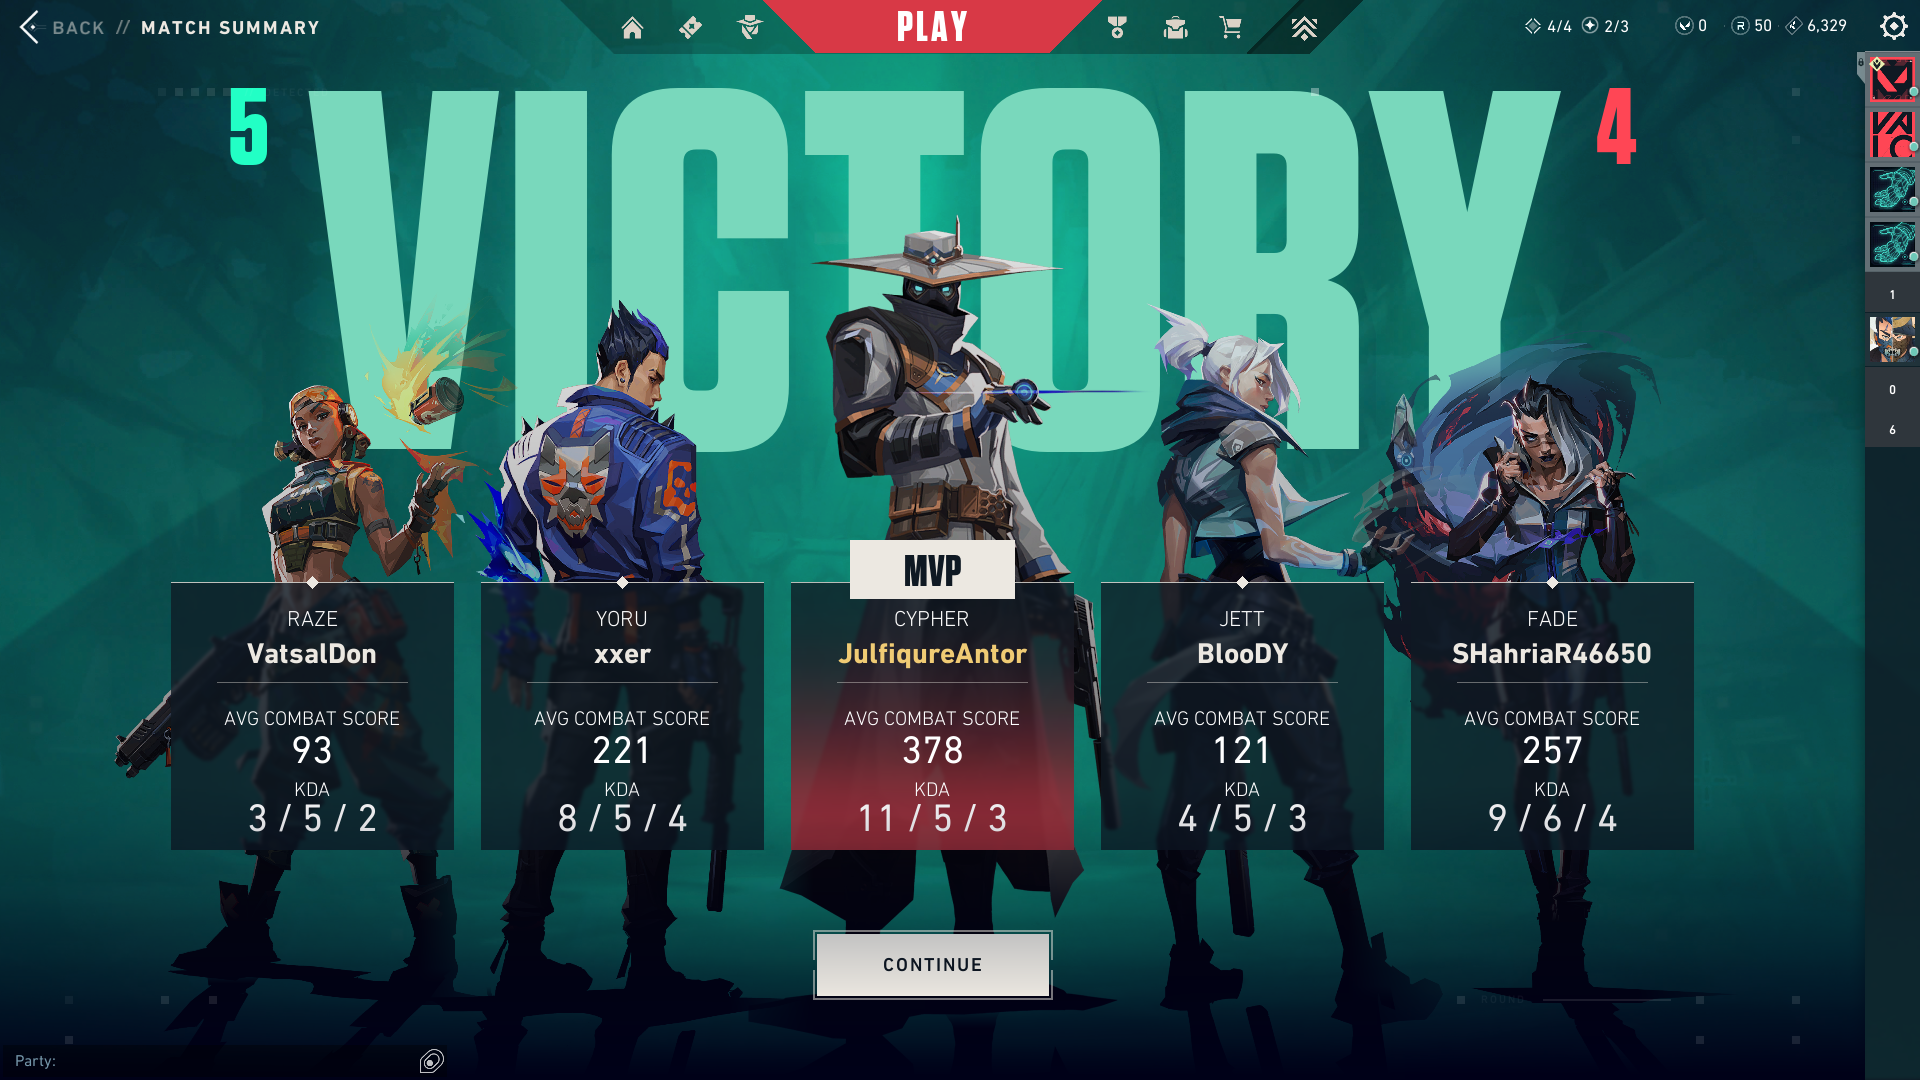 BACK // MATCH SUMMARY
PLAY
4/4 2/3 0 R 50 6,329
5 VICTORY 4
1
0
6
MVP
RAZE
VatsalDon
AVG COMBAT SCORE
93
KDA
3 / 5 / 2
YORU
xxer
AVG COMBAT SCORE
221
KDA
8 / 5 / 4
CYPHER
JulfiqureAntor
AVG COMBAT SCORE
378
KDA
11 / 5 / 3
JETT
BlooDY
AVG COMBAT SCORE
121
KDA
4 / 5 / 3
FADE
SHahriaR46650
AVG COMBAT SCORE
257
KDA
9 / 6 / 4
CONTINUE
ROUND
Party: